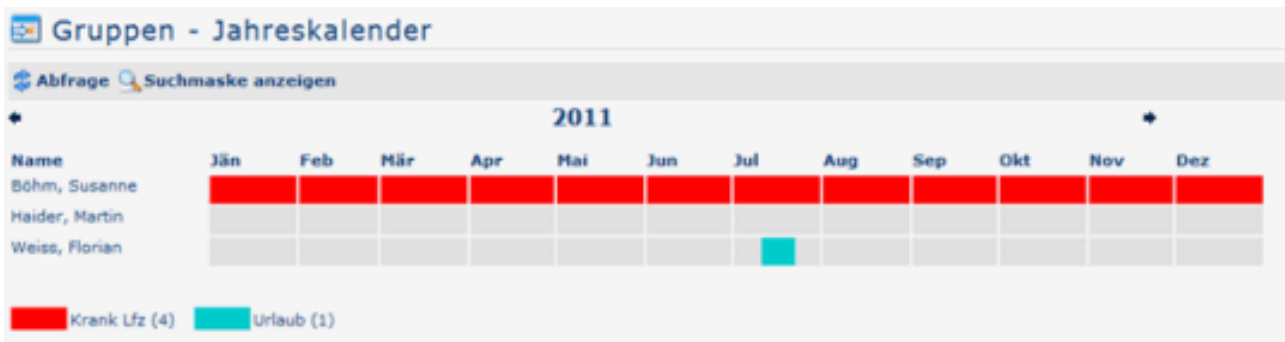 Gruppen - Jahreskalender
Abfrage Suchmaske anzeigen
2011
Name Jän Feb Mär Apr Mai Jun Jul Aug Sep Okt Nov Dez
Böhm, Susanne
Haider, Martin
Weiss, Florian
Krank Lfz (4) Urlaub (1)